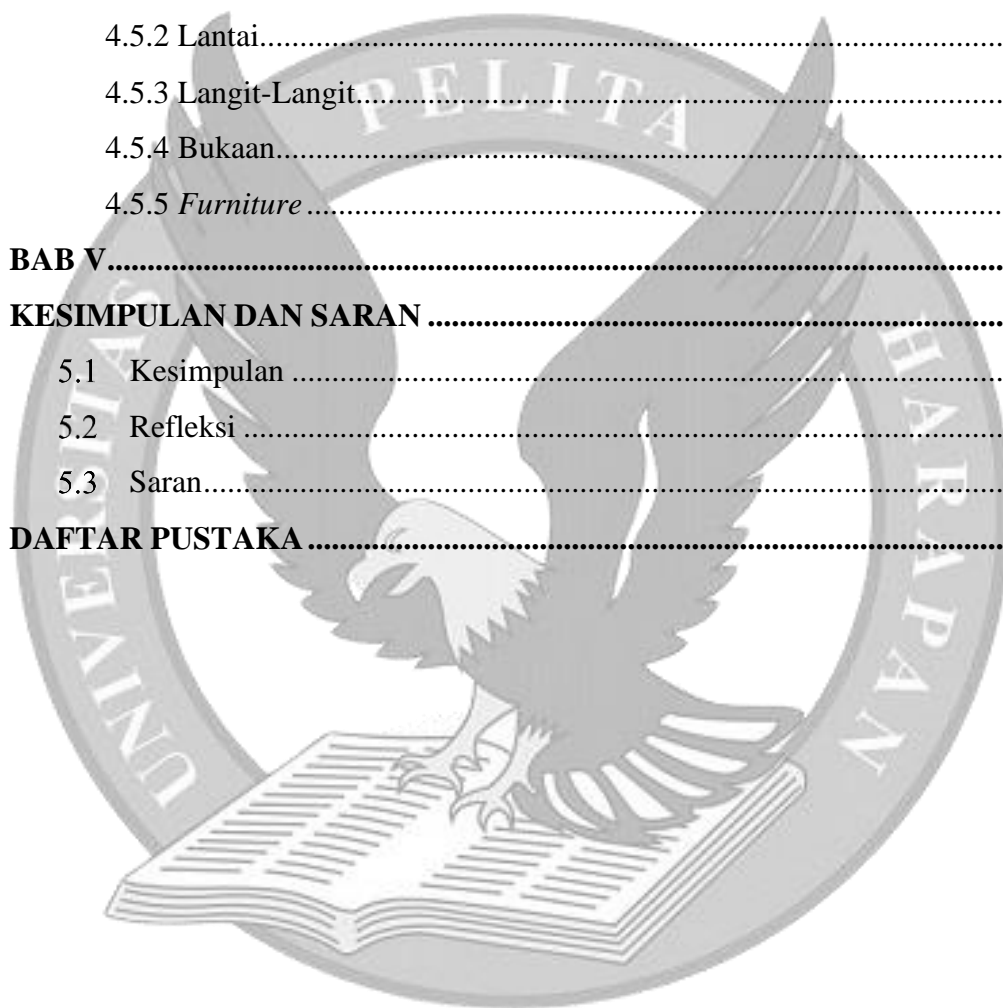 4.5.2 Lantai................................................................................................
4.5.3 Langit-Langit...................................................................................
4.5.4 Bukaan..............................................................................................
4.5.5 Furniture..........................................................................................
BAB V..................................................................................................................
KESIMPULAN DAN SARAN..........................................................................
5.1 Kesimpulan............................................................................................
5.2 Refleksi..................................................................................................
5.3 Saran.......................................................................................................
DAFTAR PUSTAKA.........................................................................................
UNIVERSITAS PELITA HARAPAN